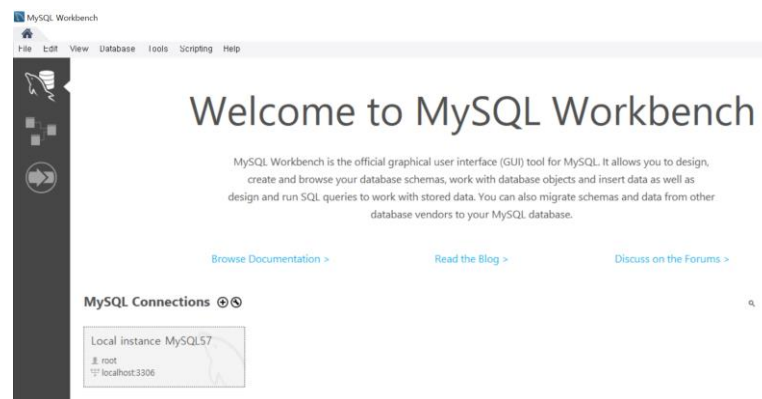 MySQL Workbench
File Edit View Database Tools Scripting Help
Welcome to MySQL Workbench
MySQL Workbench is the official graphical user interface (GUI) tool for MySQL. It allows you to design,
create and browse your database schemas, work with database objects and insert data as well as
design and run SQL queries to work with stored data. You can also migrate schemas and data from other
database vendors to your MySQL database.
Browse Documentation > Read the Blog > Discuss on the Forums >
MySQL Connections
Local instance MySQL57
root
localhost:3306